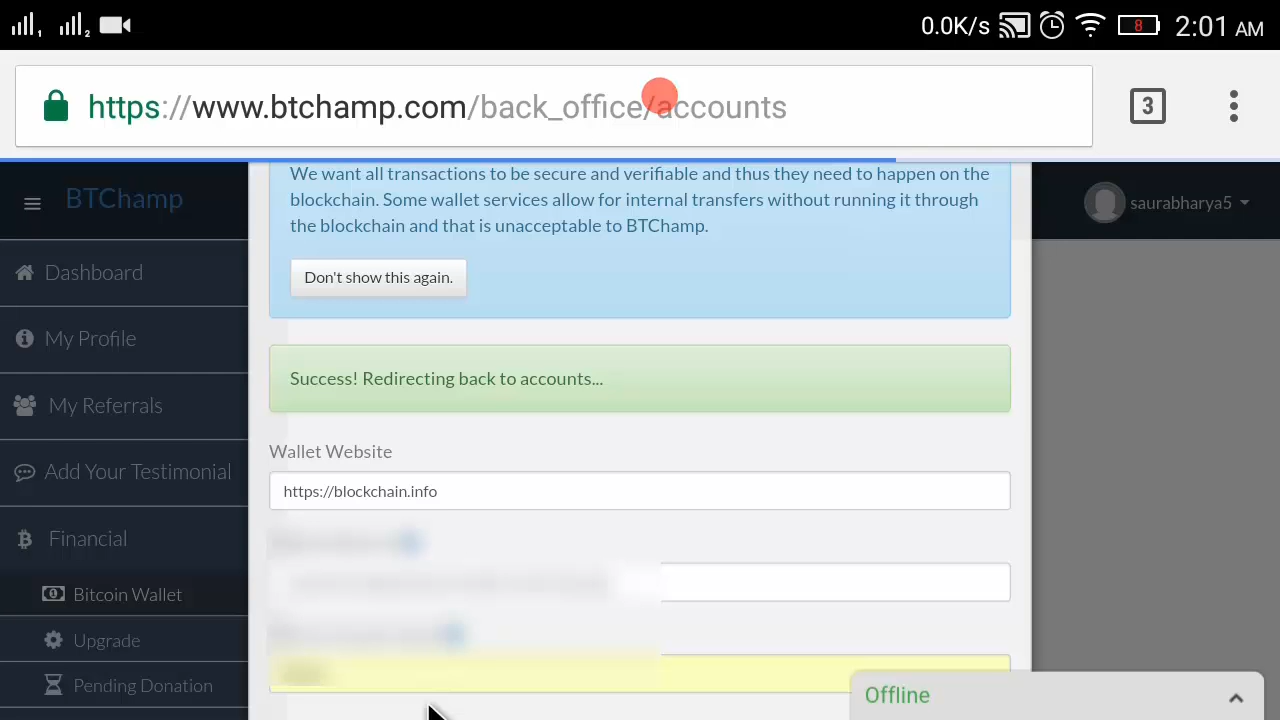 0.0K/s 8 2:01 AM
https://www.btchamp.com/back_office/accounts 3
BTChamp
saurabharya5
Dashboard
My Profile
My Referrals
Add Your Testimonial
Financial
Bitcoin Wallet
Upgrade
Pending Donation
We want all transactions to be secure and verifiable and thus they need to happen on the
blockchain. Some wallet services allow for internal transfers without running it through
the blockchain and that is unacceptable to BTChamp.
Don't show this again.
Success! Redirecting back to accounts...
Wallet Website
https://blockchain.info
Offline